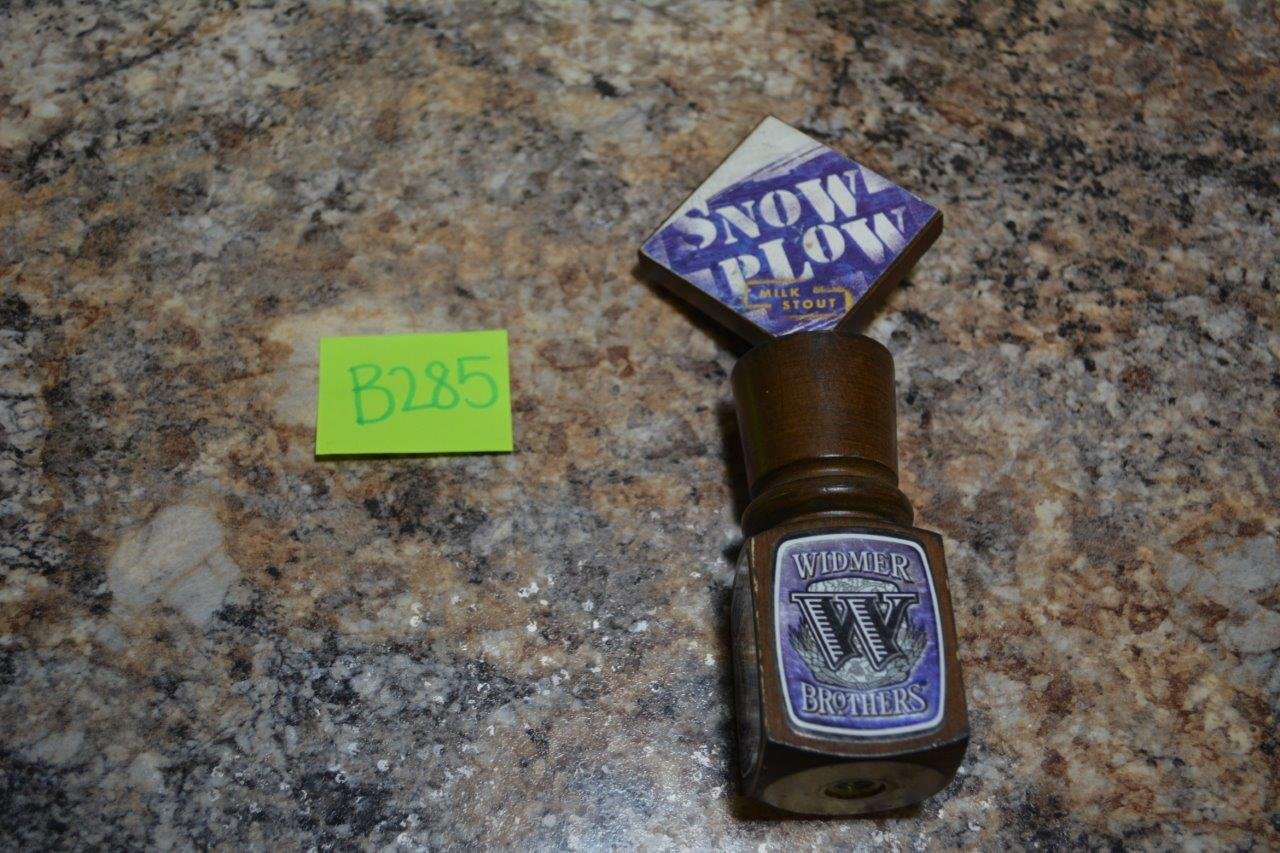 SNOW
PLOW
MILK
STOUT
B285
WIDMER
W
BROTHERS